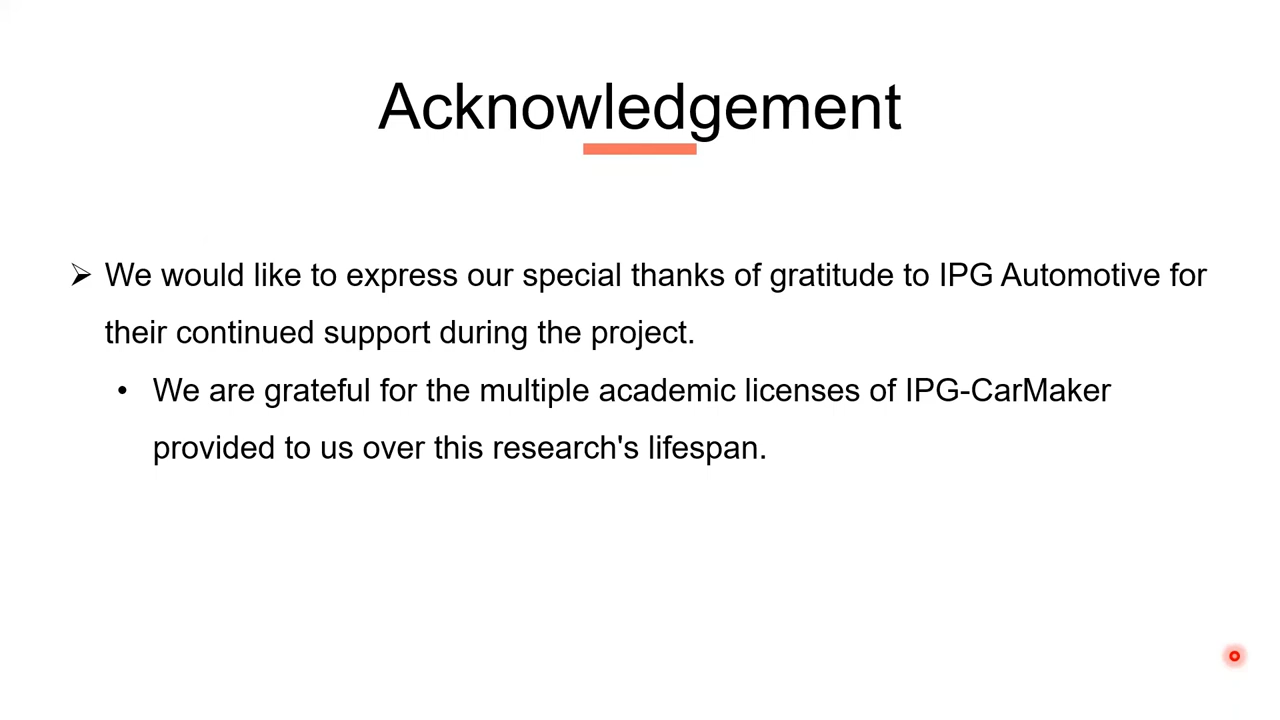 Acknowledgement
➢ We would like to express our special thanks of gratitude to IPG Automotive for
their continued support during the project.
• We are grateful for the multiple academic licenses of IPG-CarMaker
provided to us over this research's lifespan.